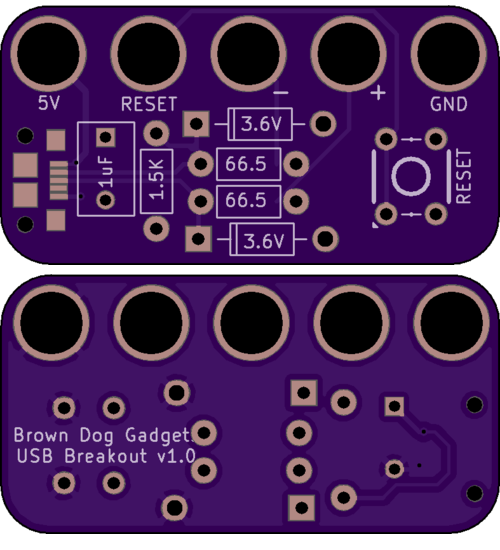 −
+
5V
RESET
GND
3.6V
1uF
1.5K
66.5
RESET
66.5
3.6V
Brown Dog Gadget
USB Breakout v1.0